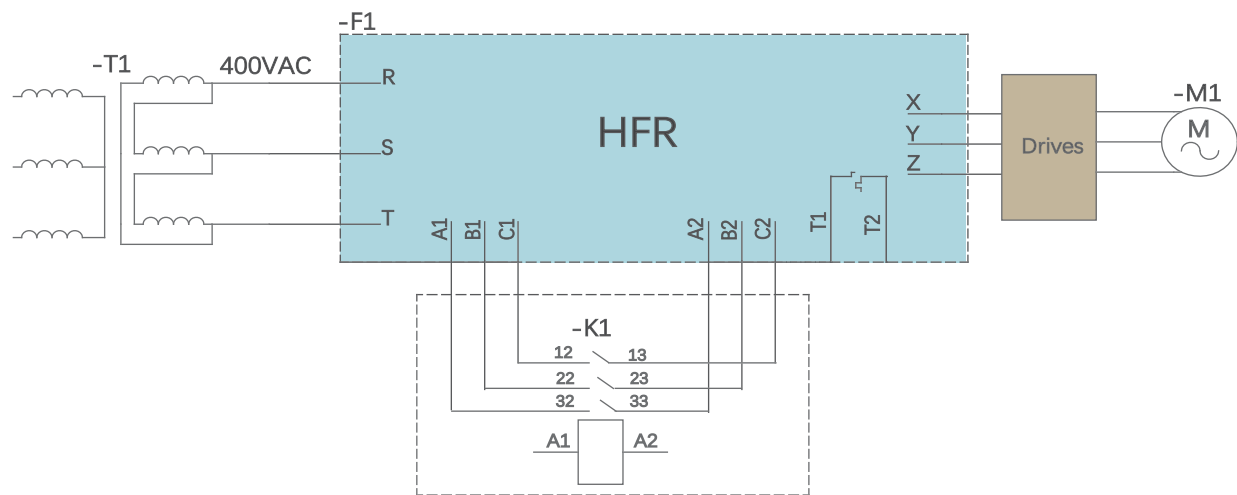 -F1
-T1
400VAC
R
HFR
X
-M1
M
Y
Drives
S
Z
T
A1
B1
C1
A2
B2
C2
T1
T2
-K1
12
13
22
23
32
33
A1
A2